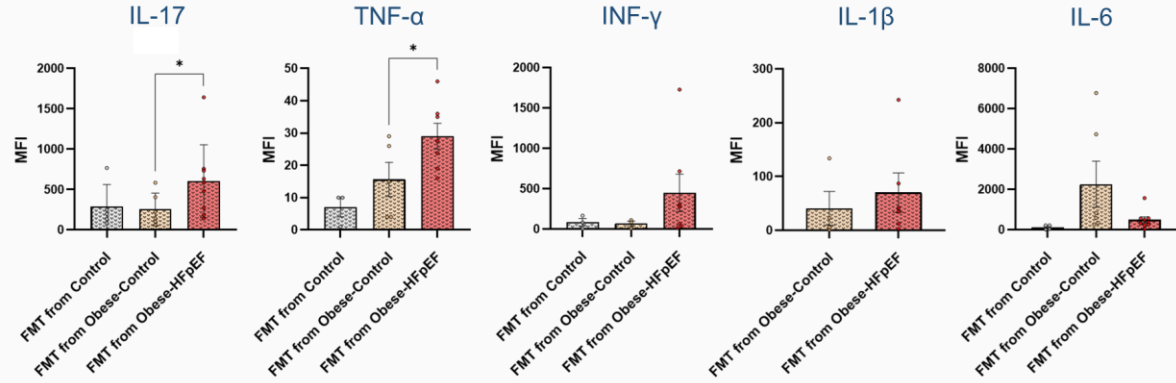 IL-17
TNF-α
INF-γ
IL-1β
IL-6
MFI
2000
1500
1000
500
0
*
FMT from Control
FMT from Obese-Control
FMT from Obese-HFpEF
MFI
50
40
30
20
10
0
*
FMT from Control
FMT from Obese-Control
FMT from Obese-HFpEF
MFI
2000
1500
1000
500
0
FMT from Control
FMT from Obese-Control
FMT from Obese-HFpEF
MFI
300
200
100
0
FMT from Obese-Control
FMT from Obese-HFpEF
MFI
8000
6000
4000
2000
0
FMT from Control
FMT from Obese-Control
FMT from Obese-HFpEF